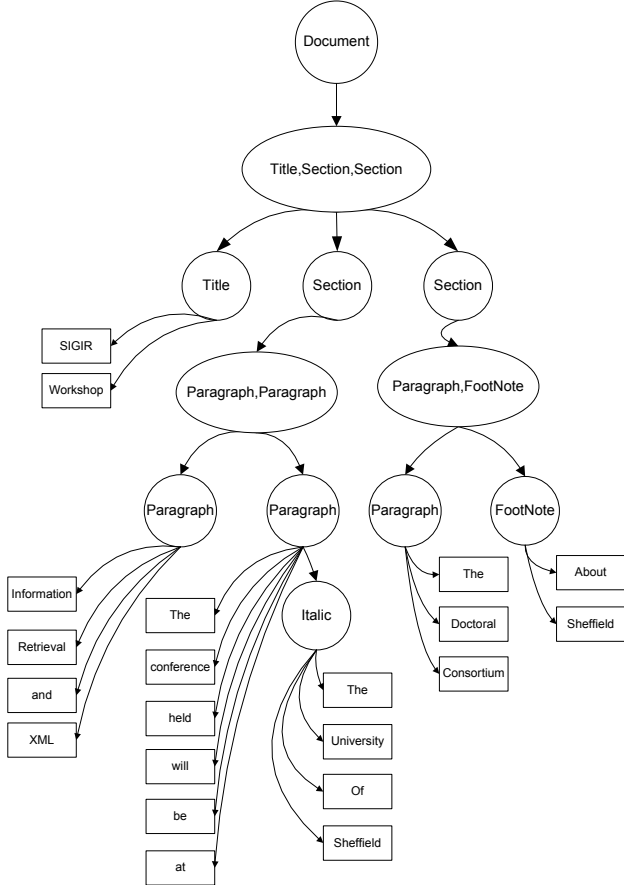 Document
Title,Section,Section
Title
Section
Section
SIGIR
Workshop
Paragraph,Paragraph
Paragraph,FootNote
Paragraph
Paragraph
Paragraph
FootNote
Information
Retrieval
and
XML
The
conference
held
will
be
at
Italic
The
University
Of
Sheffield
The
Doctoral
Consortium
About
Sheffield